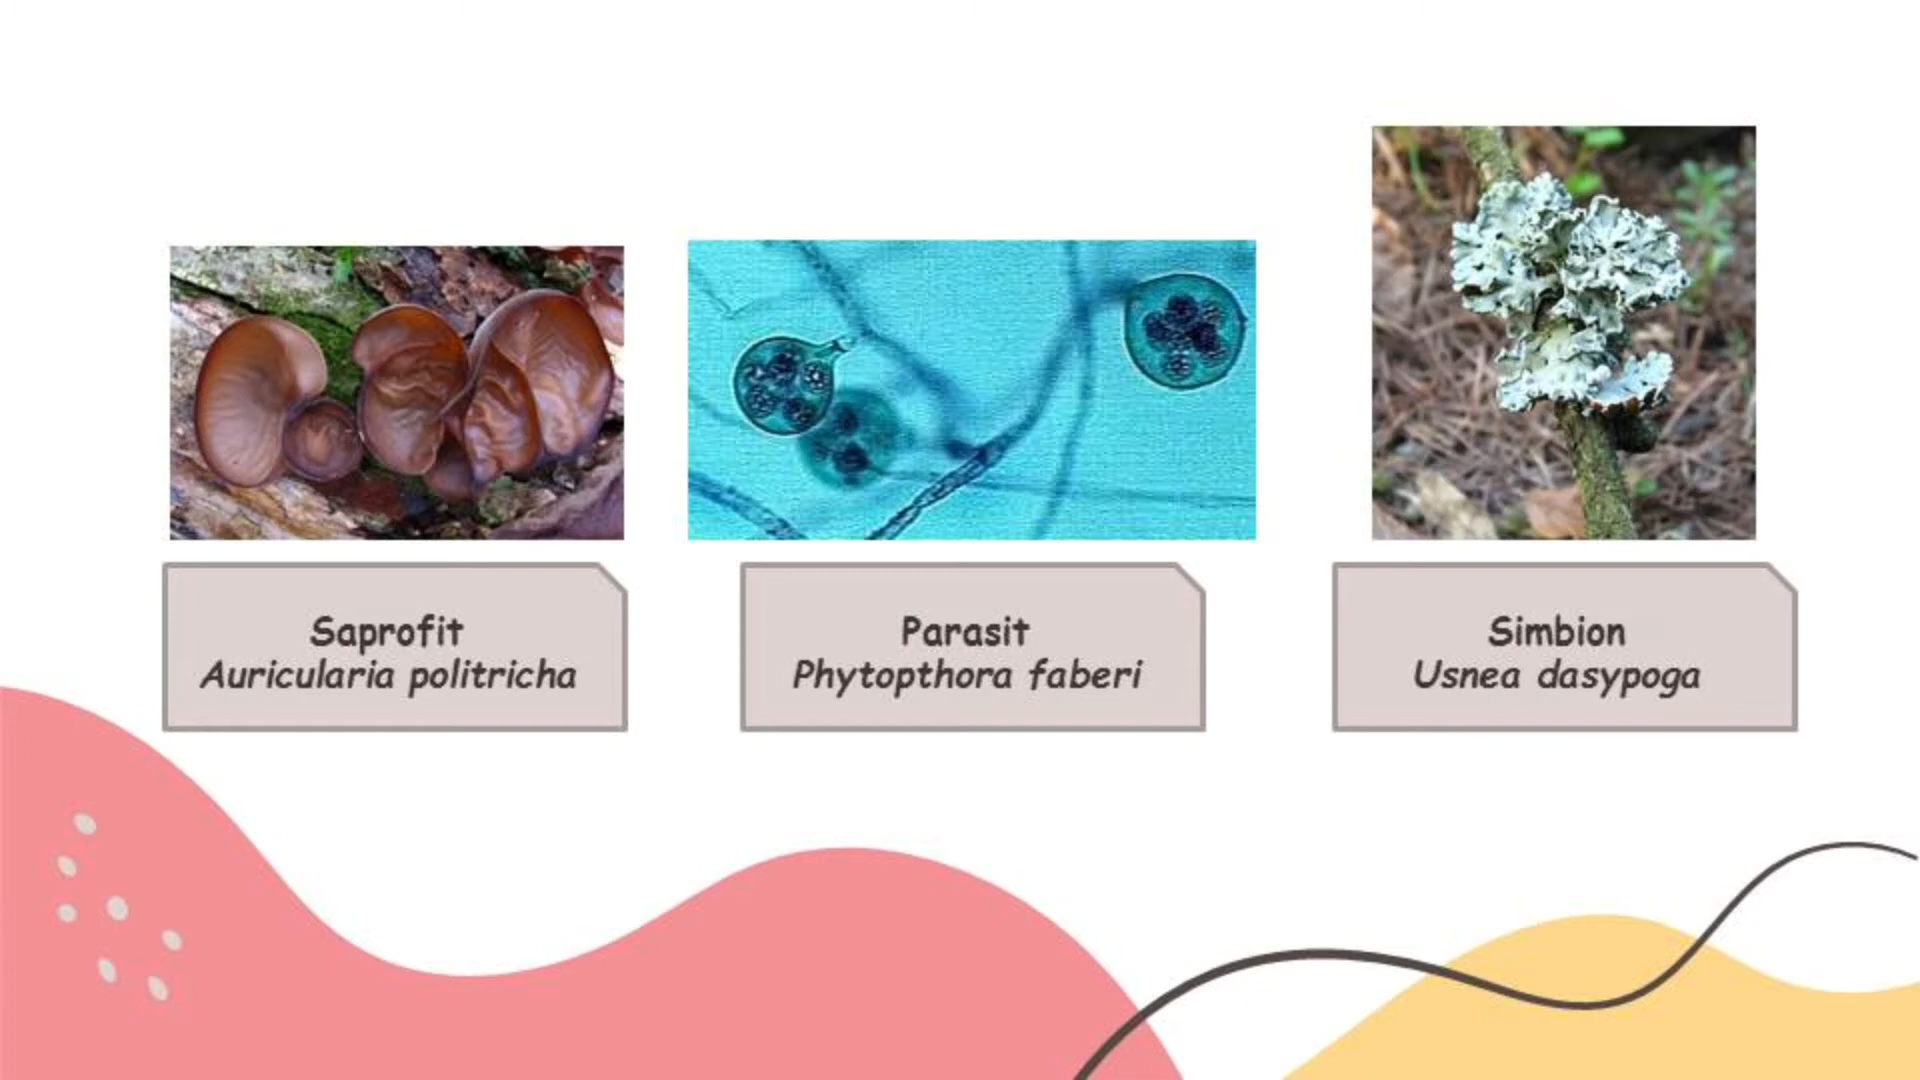 Saprofit
Auricularia politricha
Parasit
Phytopthora faberi
Simbion
Usnea dasypoga